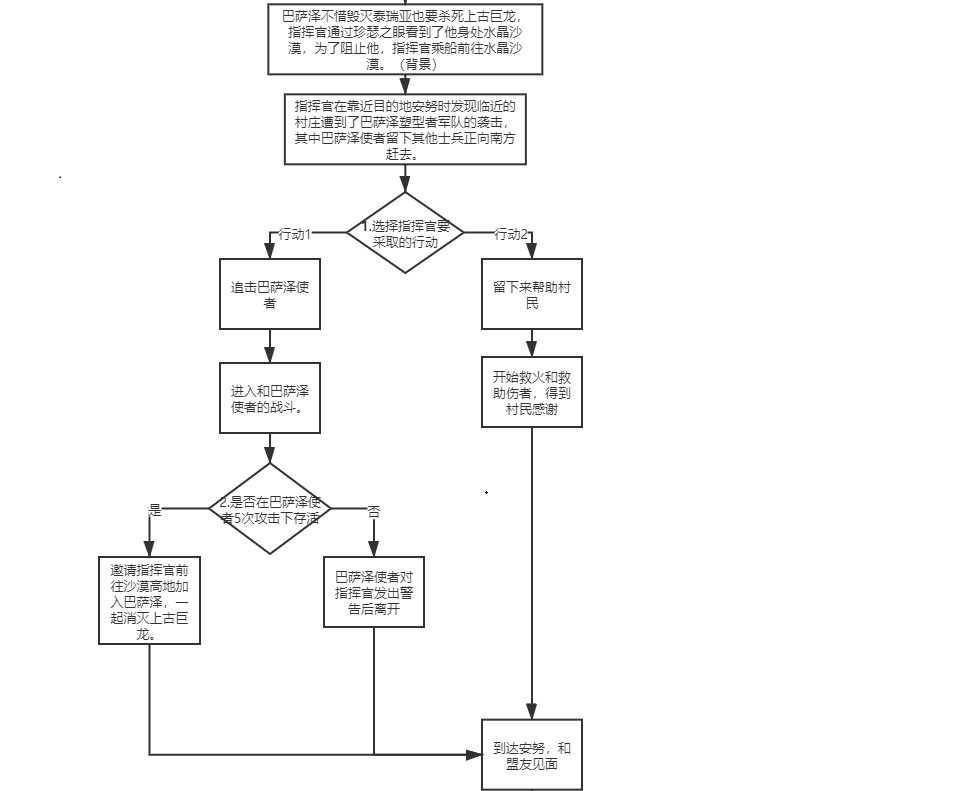 巴萨泽不惜毁灭泰瑞亚也要杀死上古巨龙，
指挥官通过珍瑟之眼看到了他身处水晶沙
漠，为了阻止他，指挥官乘船前往水晶沙
漠。（背景）
指挥官在靠近目的地安努时发现临近的
村庄遭到了巴萨泽塑型者军队的袭击，
其中巴萨泽使者留下其他士兵正向南方
赶去。
1.选择指挥官要
采取的行动
行动1
行动2
追击巴萨泽使
者
留下来帮助村
民
进入和巴萨泽
使者的战斗。
开始救火和救
助伤者，得到
村民感谢
2.是否在巴萨泽使
者5次攻击下存活
是
否
邀请指挥官前
往沙漠高地加
入巴萨泽，一
起消灭上古巨
龙。
巴萨泽使者对
指挥官发出警
告后离开
到达安努，和
盟友见面